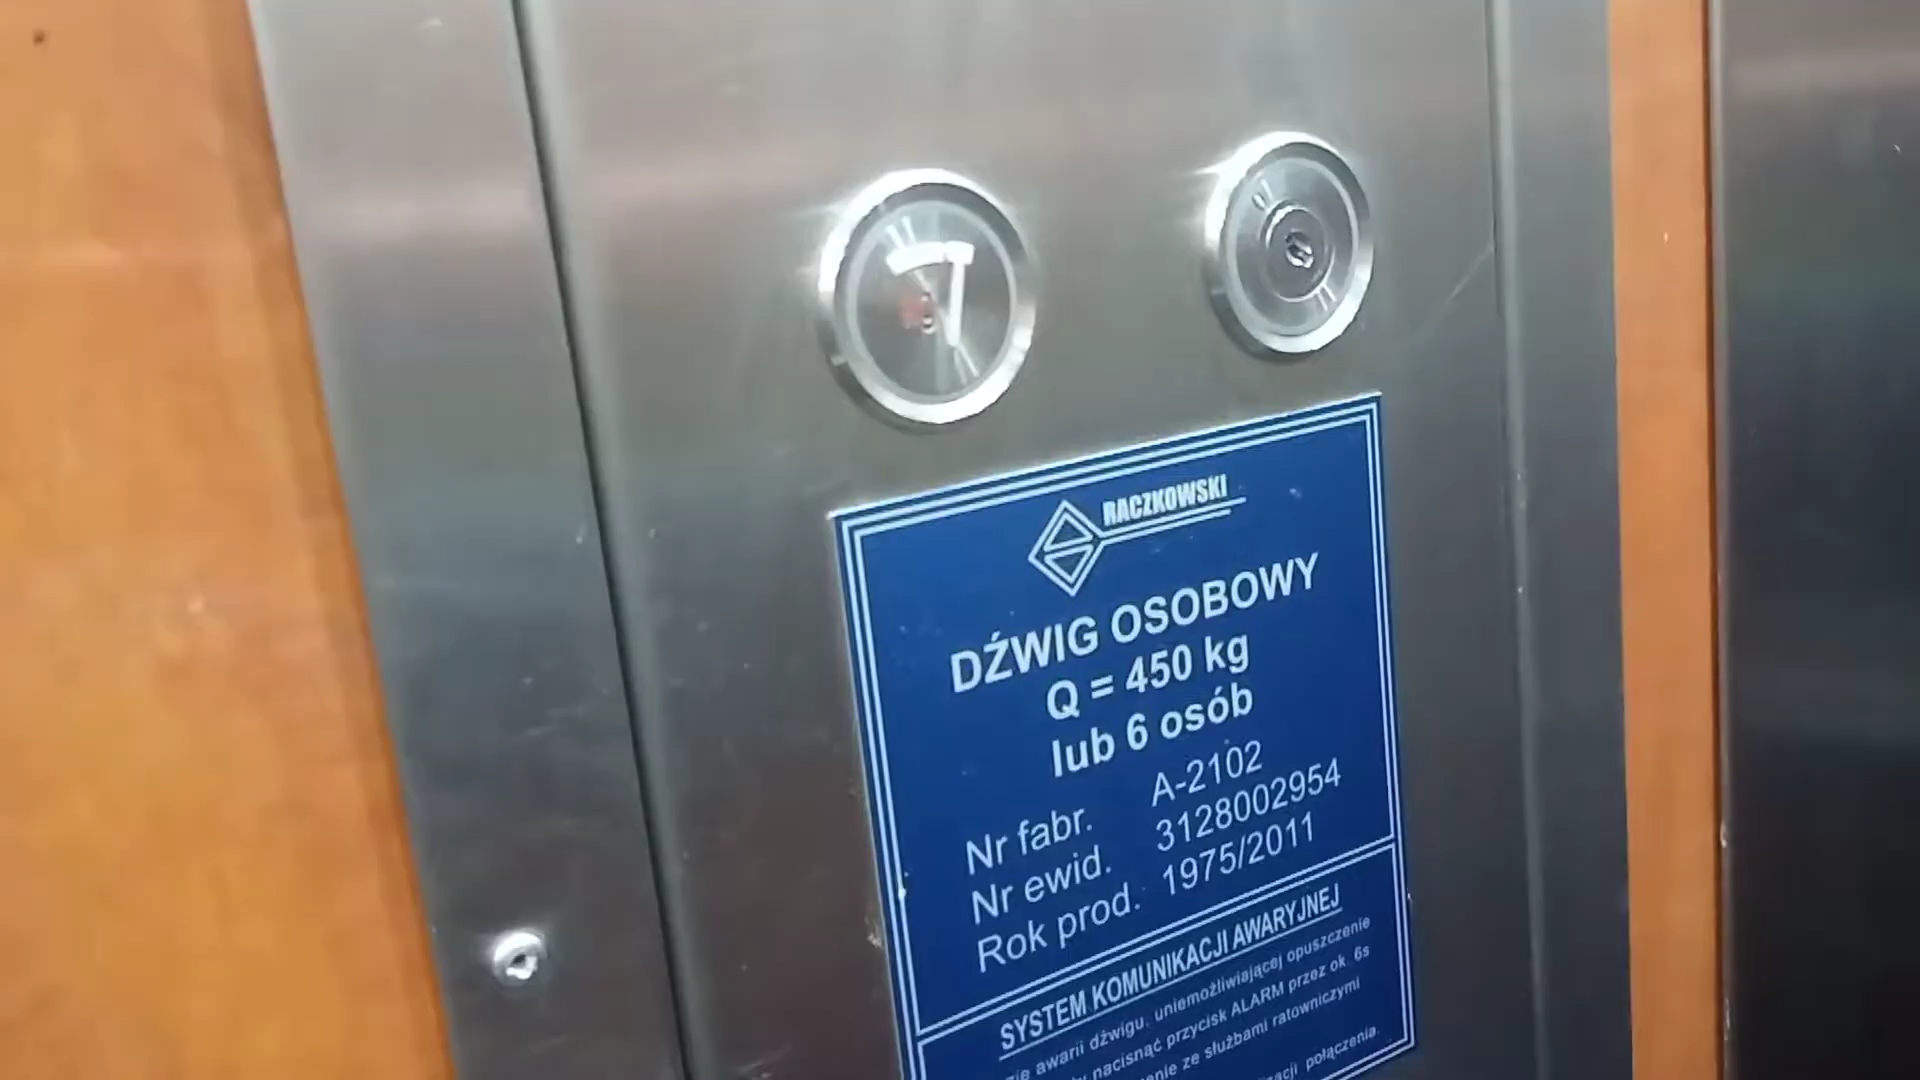 7
RACZKOWSKI
DŹWIG OSOBOWY
Q = 450 kg
lub 6 osób
Nr fabr. A-2102
Nr ewid. 3128002954
Rok prod. 1975/2011
SYSTEM KOMUNIKACJI AWARYJNEJ
awarii dźwigu, uniemożliwiającej opuszczenie
nacisnąć przycisk ALARM przez ok. 6s
ze służbami ratowniczymi
połączenia.